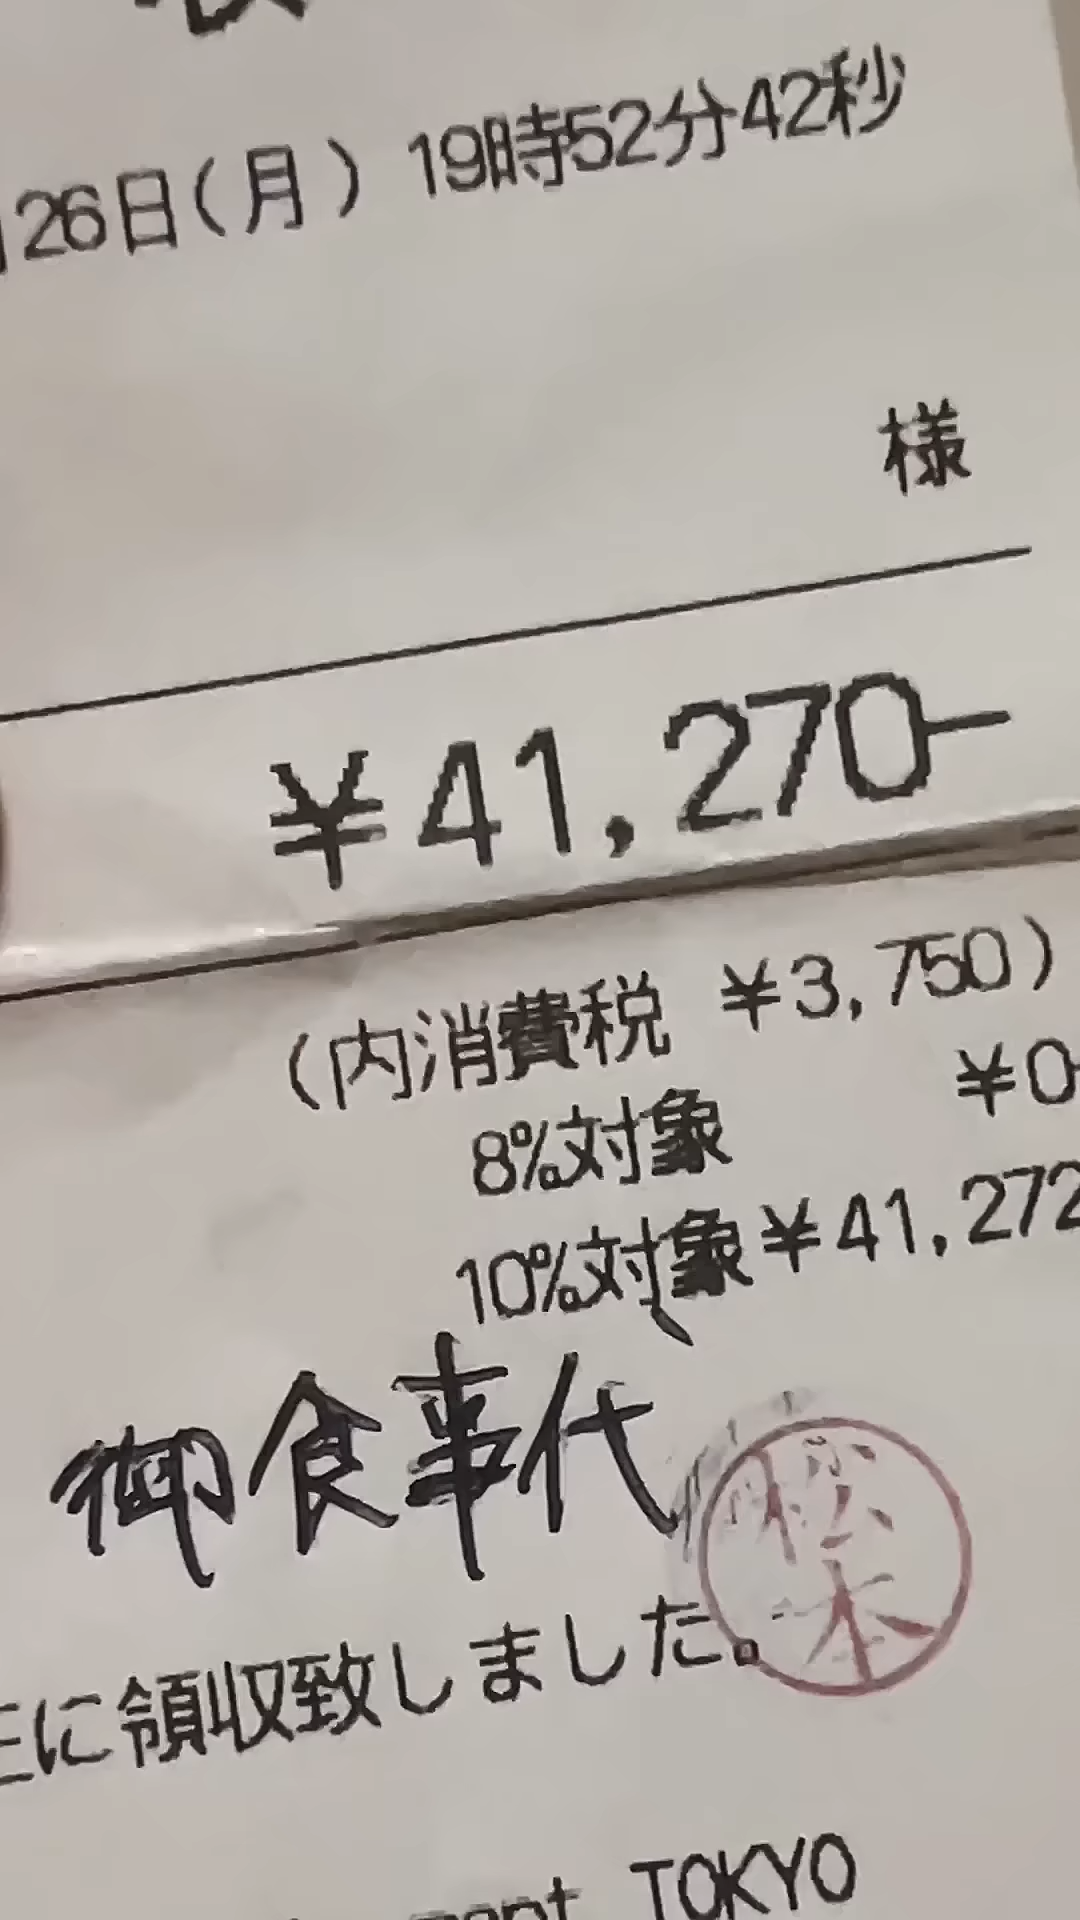 26日(月) 19時52分42秒
様
¥41,270-
(内消費税 ¥3,750)
8%対象 ¥0-
10%対象¥41,272
御食事代
松本
に領収致しました。
TOKYO